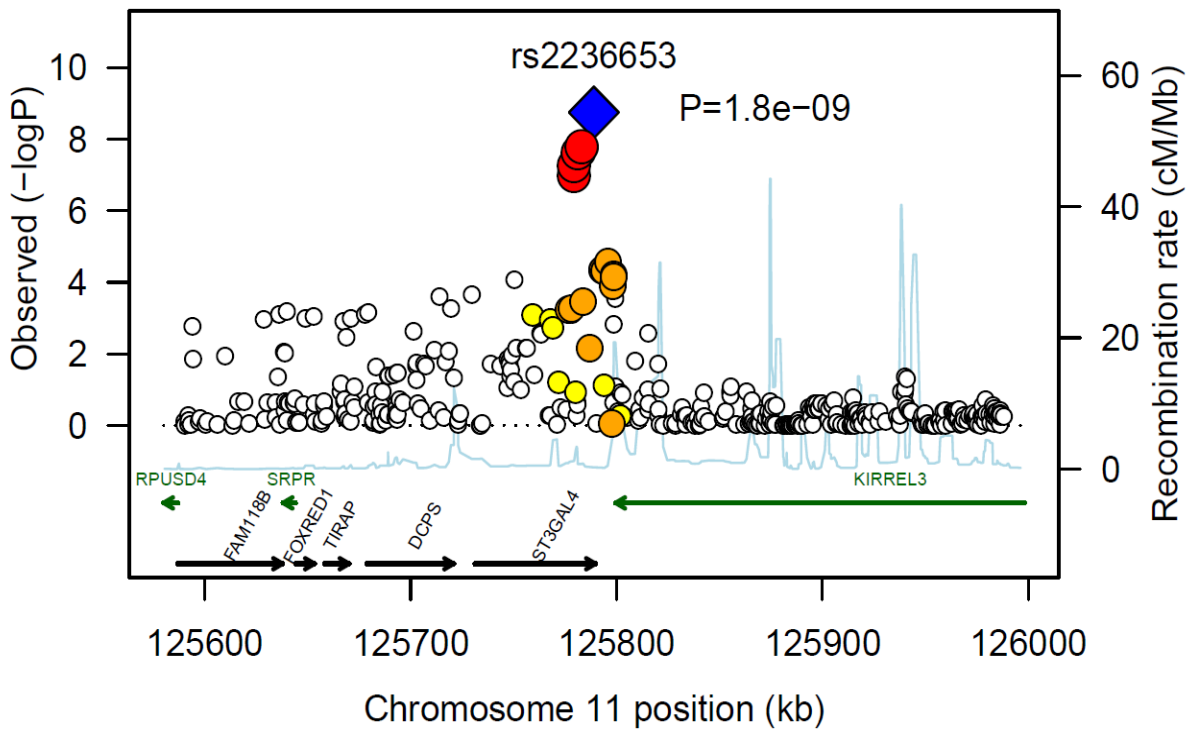 rs2236653
P=1.8e−09
Observed (−logP)
10
8
6
4
2
0
Recombination rate (cM/Mb)
60
40
20
0
RPUSD4
SRPR
KIRREL3
FAM118B
FOXRED1
TIRAP
DCPS
ST3GAL4
125600
125700
125800
125900
126000
Chromosome 11 position (kb)